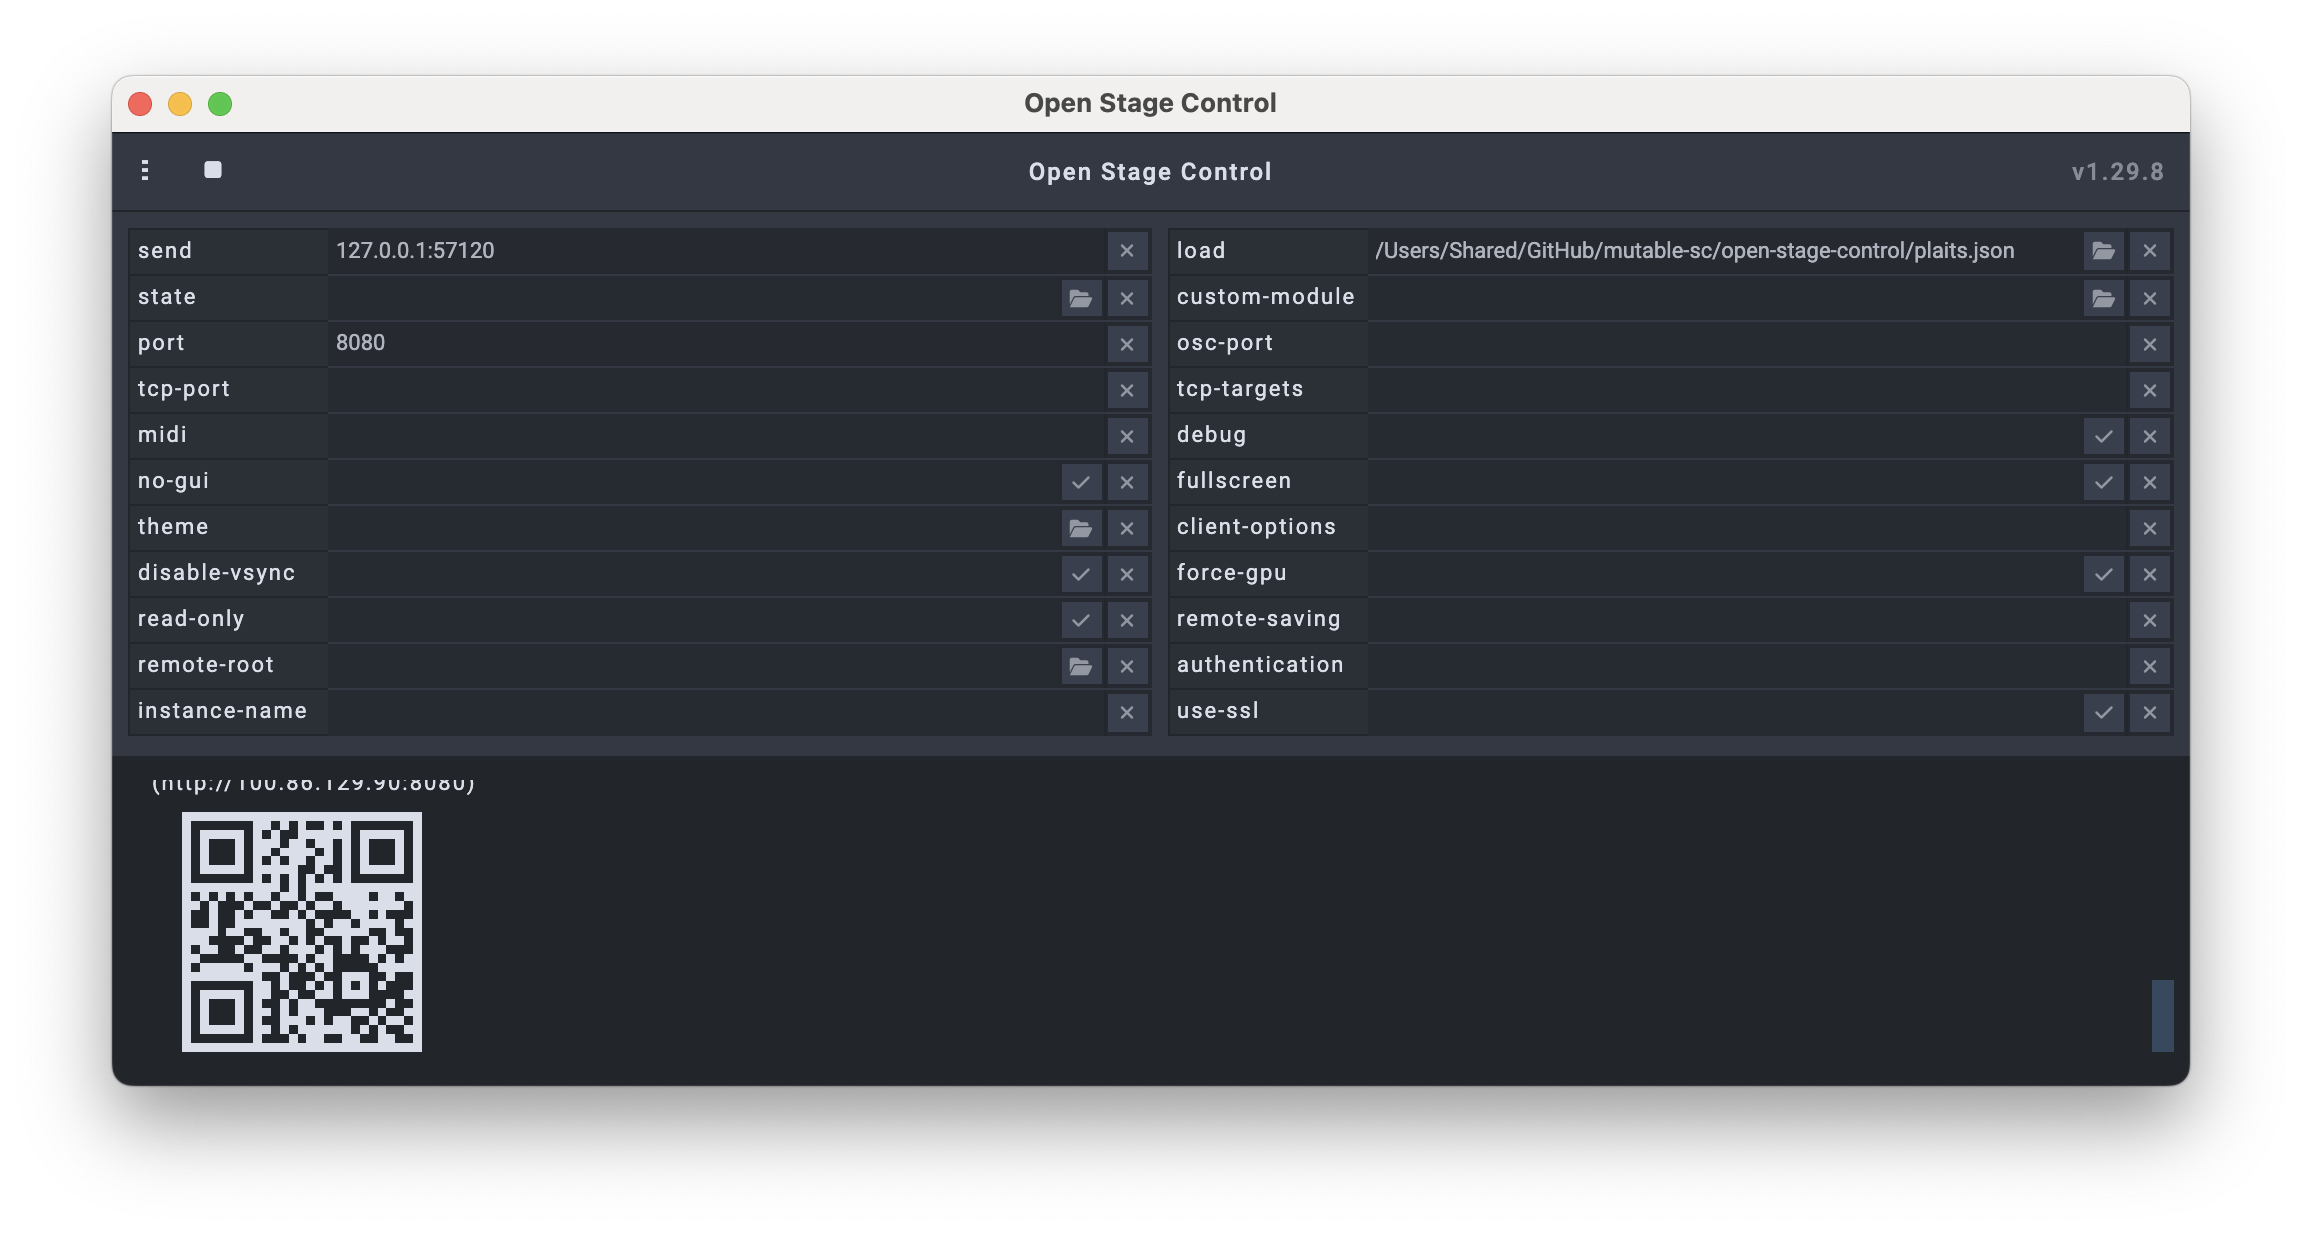 Open Stage Control
Open Stage Control
v1.29.8
send
127.0.0.1:57120
load
/Users/Shared/GitHub/mutable-sc/open-stage-control/plaits.json
state
custom-module
port
8080
osc-port
tcp-port
tcp-targets
midi
debug
no-gui
fullscreen
theme
client-options
disable-vsync
force-gpu
read-only
remote-saving
remote-root
authentication
instance-name
use-ssl
(http://100.86.129.90:8080)